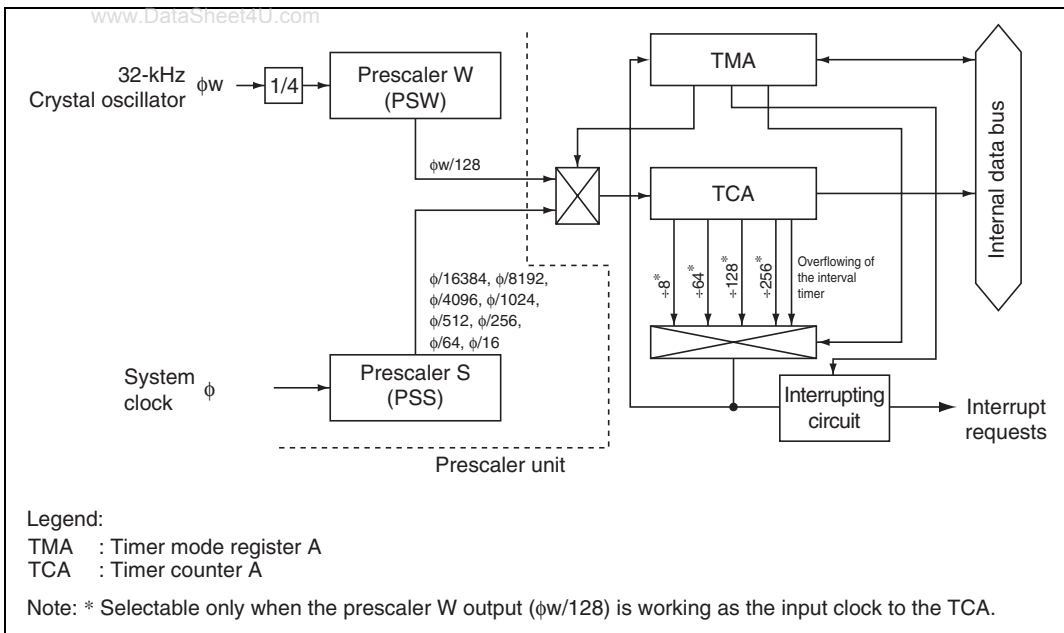 www.DataSheet4U.com
32-kHz
Crystal oscillator
ϕw
1/4
Prescaler W
(PSW)
ϕw/128
ϕ/16384, ϕ/8192,
ϕ/4096, ϕ/1024,
ϕ/512, ϕ/256,
ϕ/64, ϕ/16
System
clock
ϕ
Prescaler S
(PSS)
Prescaler unit
TMA
TCA
÷8*
÷64*
÷128*
÷256*
Overflowing of
the interval
timer
Interrupting
circuit
Interrupt
requests
Internal data bus
Legend:
TMA : Timer mode register A
TCA : Timer counter A
Note: * Selectable only when the prescaler W output (ϕw/128) is working as the input clock to the TCA.